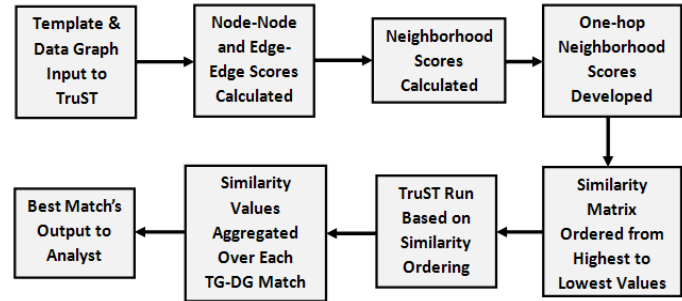 Template &
Data Graph
Input to
TruST
Node-Node
and Edge-
Edge Scores
Calculated
Neighborhood
Scores
Calculated
One-hop
Neighborhood
Scores
Developed
Best Match's
Output to
Analyst
Similarity
Values
Aggregated
Over Each
TG-DG Match
TruST Run
Based on
Similarity
Ordering
Similarity
Matrix
Ordered from
Highest to
Lowest Values